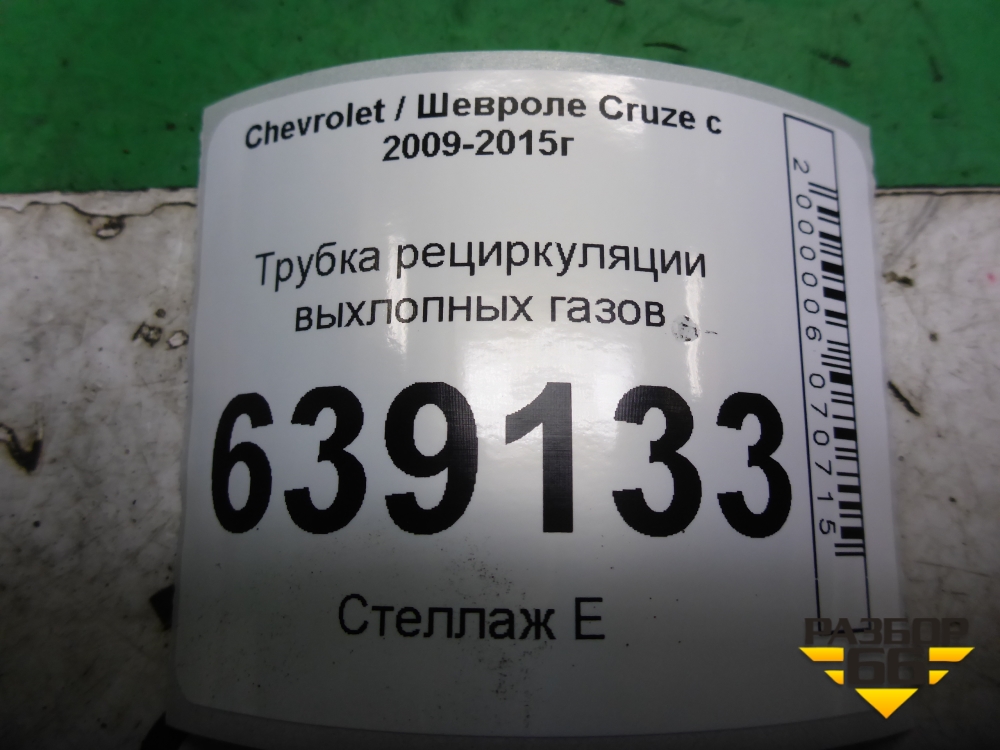 Chevrolet / Шевроле Cruze с
2009-2015г
Трубка рециркуляции
выхлопных газов
639133
Стеллаж Е
2000006070715
РАЗБОР
66